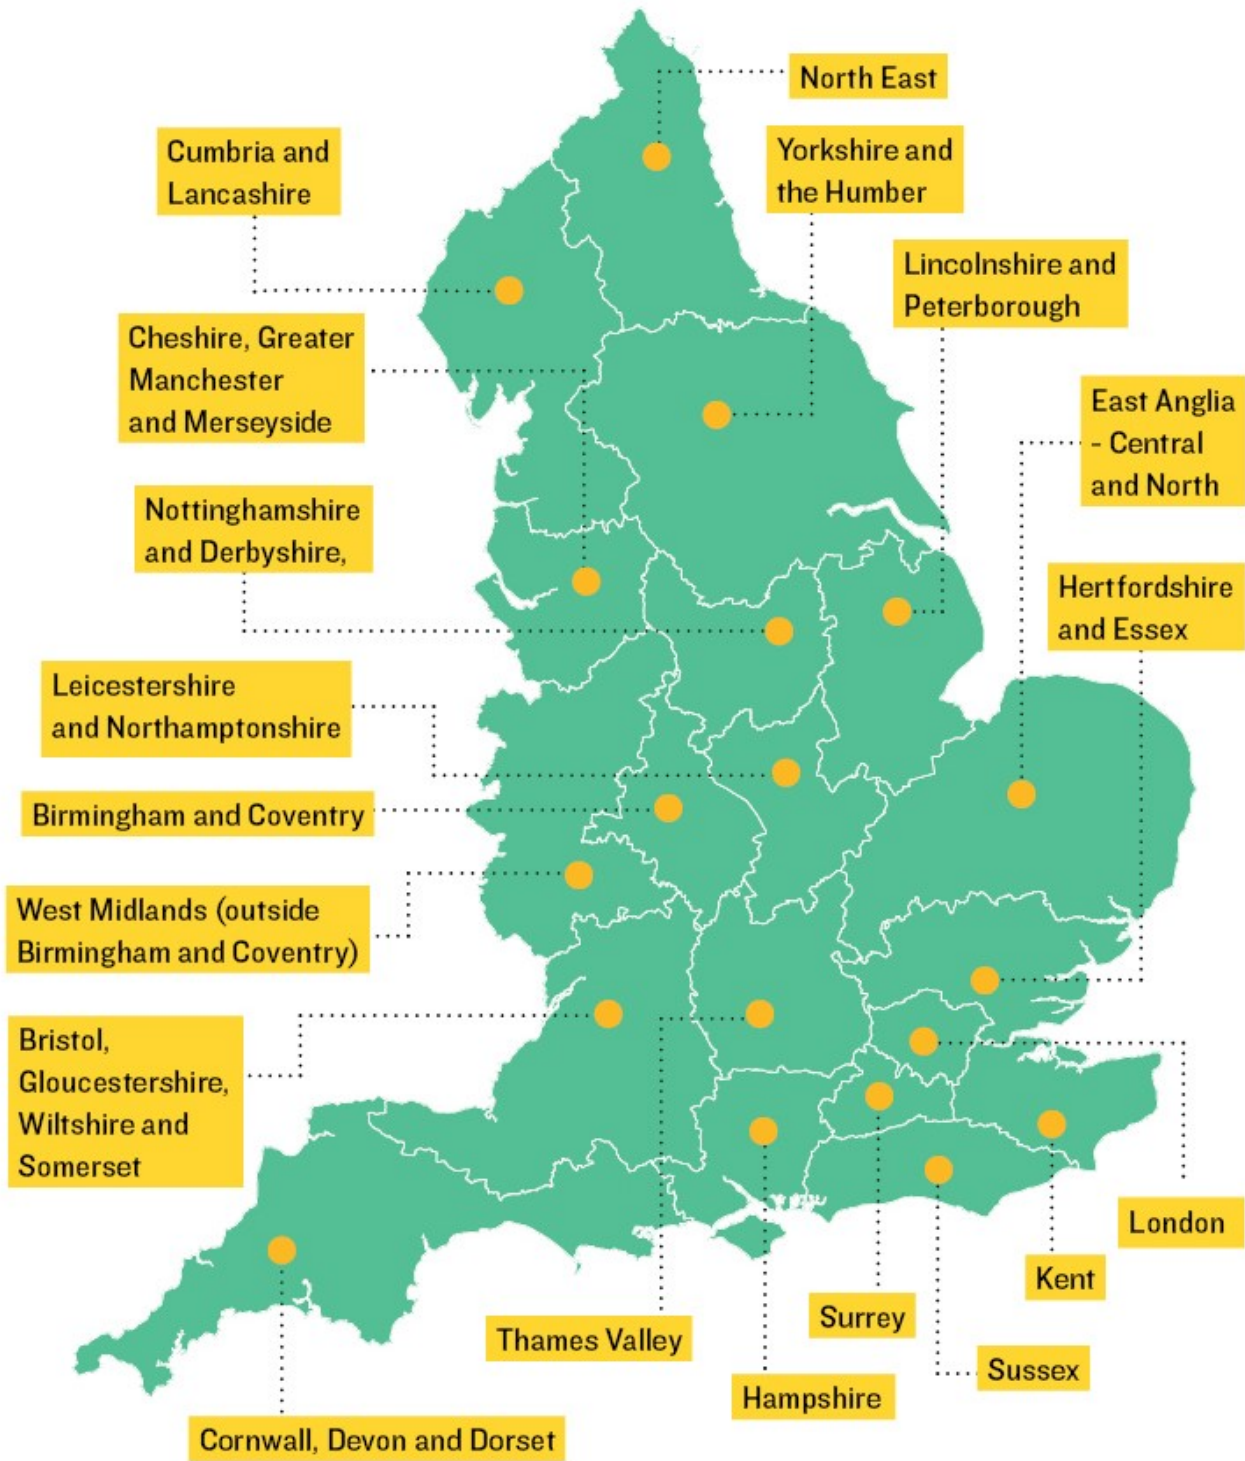 North East
Cumbria and
Lancashire
Yorkshire and
the Humber
Lincolnshire and
Peterborough
Cheshire, Greater
Manchester
and Merseyside
East Anglia
- Central
and North
Nottinghamshire
and Derbyshire,
Hertfordshire
and Essex
Leicestershire
and Northamptonshire
Birmingham and Coventry
West Midlands (outside
Birmingham and Coventry)
Bristol,
Gloucestershire,
Wiltshire and
Somerset
London
Kent
Surrey
Thames Valley
Sussex
Hampshire
Cornwall, Devon and Dorset